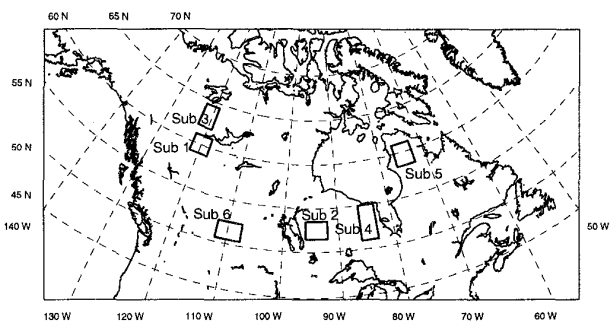 60 N 65 N 70 N
55 N
Sub 3
Sub 1
50 N
Sub 5
45 N
Sub 6 Sub 2
140 W Sub 4 50 W
130 W 120 W 110 W 100 W 90 W 80 W 70 W 60 W